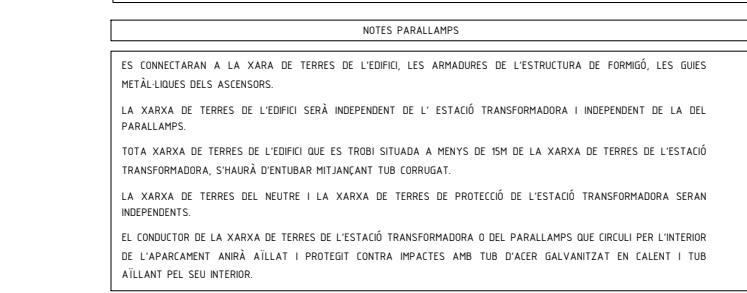 NOTES PARALLAMPS
ES CONNECTARAN A LA XARA DE TERRES DE L'EDIFICI, LES ARMADURES DE L'ESTRUCTURA DE FORMIGÓ, LES GUIES
METÀL·LIQUES DELS ASCENSORS.
LA XARXA DE TERRES DE L'EDIFICI SERÀ INDEPENDENT DE L' ESTACIÓ TRANSFORMADORA I INDEPENDENT DE LA DEL
PARALLAMPS.
TOTA XARXA DE TERRES DE L'EDIFICI QUE ES TROBI SITUADA A MENYS DE 15M DE LA XARXA DE TERRES DE L'ESTACIÓ
TRANSFORMADORA, S'HAURÀ D'ENTUBAR MITJANÇANT TUB CORRUGAT.
LA XARXA DE TERRES DEL NEUTRE I LA XARXA DE TERRES DE PROTECCIÓ DE L'ESTACIÓ TRANSFORMADORA SERAN
INDEPENDENTS.
EL CONDUCTOR DE LA XARXA DE TERRES DE L'ESTACIÓ TRANSFORMADORA O DEL PARALLAMPS QUE CIRCULI PER L'INTERIOR
DE L'APARCAMENT ANIRÀ AÏLLAT I PROTEGIT CONTRA IMPACTES AMB TUB D'ACER GALVANITZAT EN CALENT I TUB
AÏLLANT PEL SEU INTERIOR.